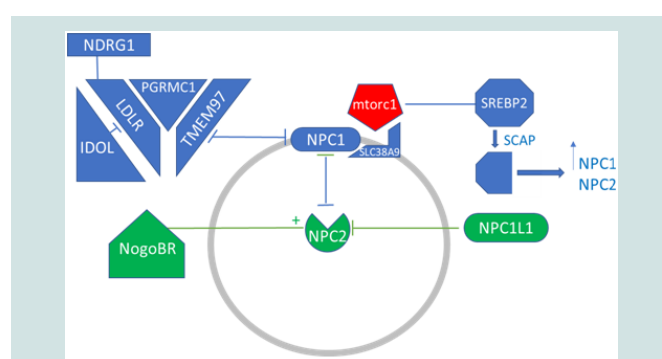 NDRG1
PGRMC1
LDLR
TMEM97
IDOL
NPC1
mtorc1
SLC38A9
SREBP2
SCAP
NPC1
NPC2
+
NPC2
NogoBR
NPC1L1